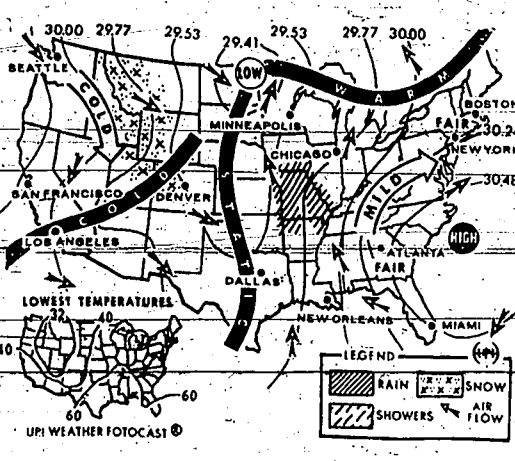 30.00 29.77 29.53 29.41 29.53 29.77 30.00
SEATTLE
LOW
WARM
COLD
BOSTON
MINNEAPOLIS
FAIR
30.24
CHICAGO
NEW YORK
30.48
SAN FRANCISCO
DENVER
COLD
STATIC
MILD
HIGH
LOS ANGELES
ATLANTA
FAIR
DALLAS
LOWEST TEMPERATURES
32 40
NEW ORLEANS
MIAMI
40
LEGEND
UPI
RAIN
SNOW
60
60
SHOWERS
AIR FLOW
UPI WEATHER FOTOCAST ®